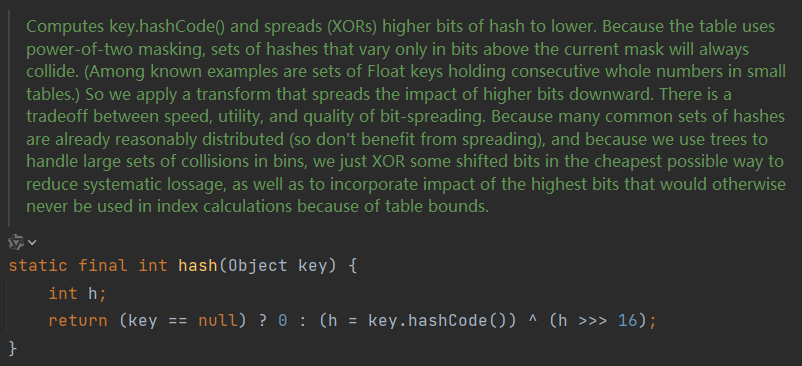 Computes key.hashCode() and spreads (XORs) higher bits of hash to lower. Because the table uses
power-of-two masking, sets of hashes that vary only in bits above the current mask will always
collide. (Among known examples are sets of Float keys holding consecutive whole numbers in small
tables.) So we apply a transform that spreads the impact of higher bits downward. There is a
tradeoff between speed, utility, and quality of bit-spreading. Because many common sets of hashes
are already reasonably distributed (so don't benefit from spreading), and because we use trees to
handle large sets of collisions in bins, we just XOR some shifted bits in the cheapest possible way to
reduce systematic lossage, as well as to incorporate impact of the highest bits that would otherwise
never be used in index calculations because of table bounds.
static final int hash(Object key) {
    int h;
    return (key == null) ? 0 : (h = key.hashCode()) ^ (h >>> 16);
}